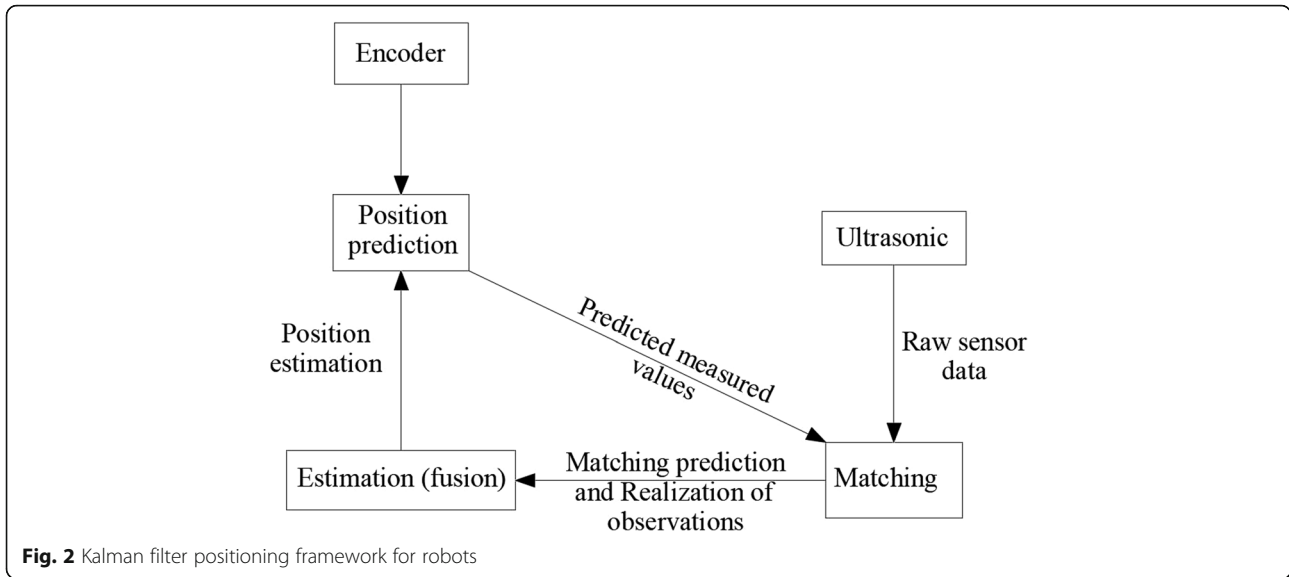 Encoder
Position
prediction
Ultrasonic
Position
estimation
Predicted measured
values
Raw sensor
data
Estimation (fusion)
Matching prediction
and Realization of
observations
Matching
Fig. 2 Kalman filter positioning framework for robots